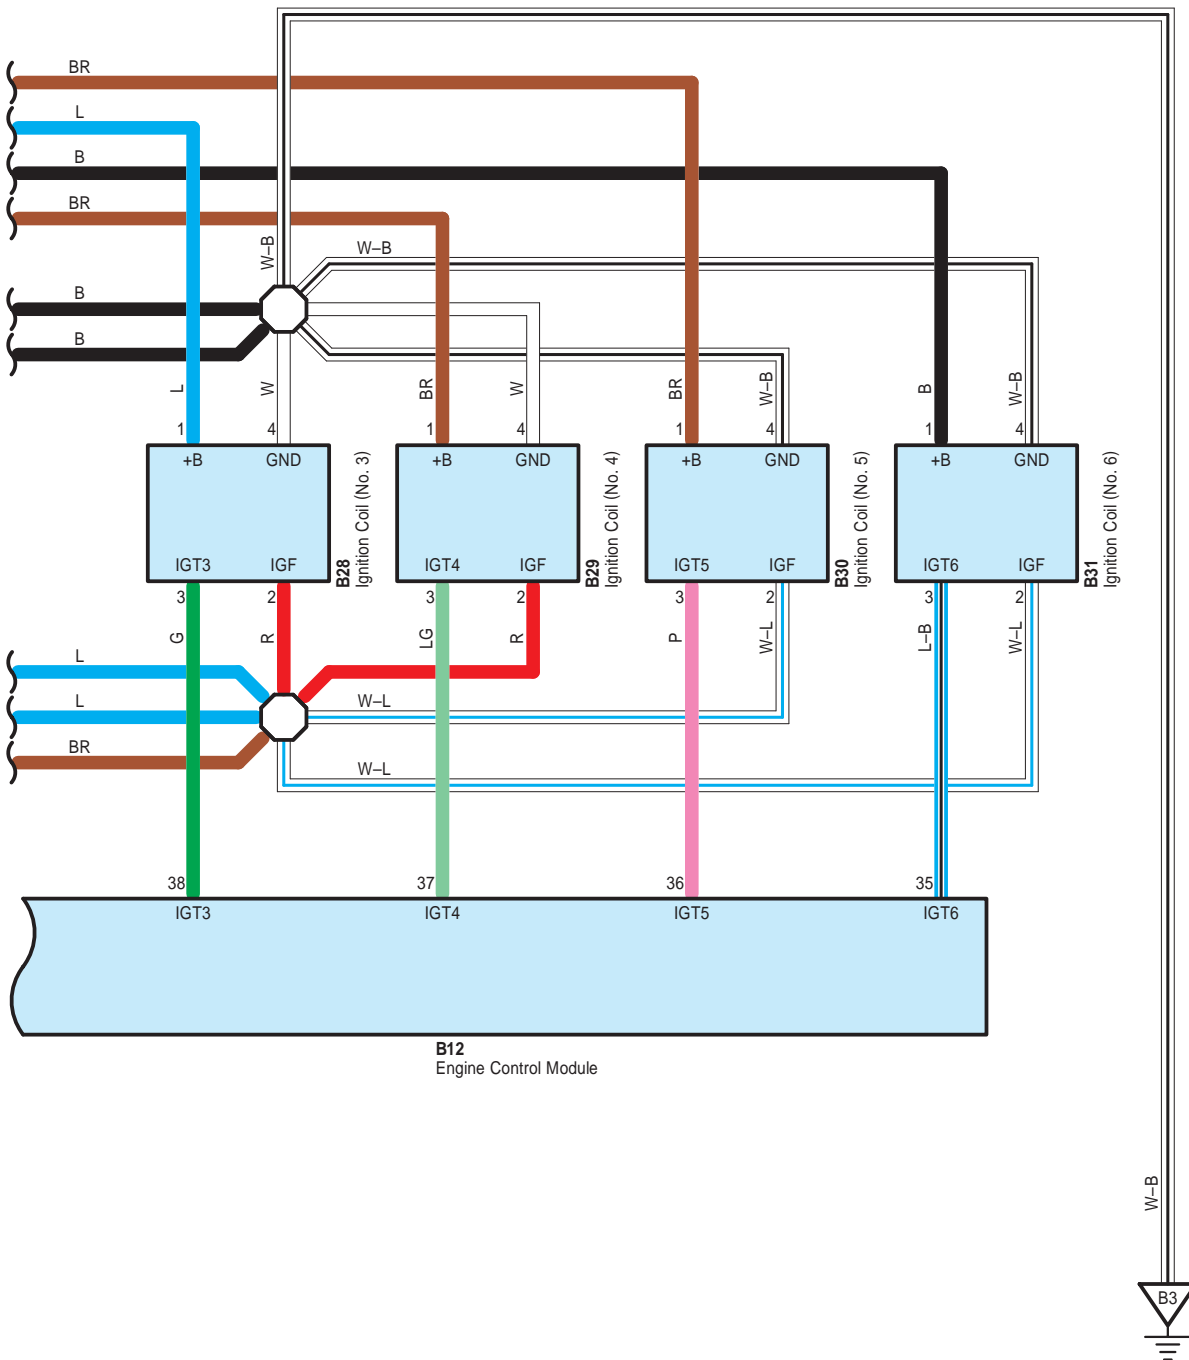 BR
L
B
BR
W–B
W–B
B
B
L
W
BR
W
BR
W–B
B
W–B
1 4 1 4 1 4 1 4
+B GND +B GND +B GND +B GND
IGT3 IGF IGT4 IGF IGT5 IGF IGT6 IGF
B28
Ignition Coil (No. 3)
B29
Ignition Coil (No. 4)
B30
Ignition Coil (No. 5)
B31
Ignition Coil (No. 6)
3 2 3 2 3 2 3 2
G
R
LG
R
P
W–L
L–B
W–L
L
L
W–L
BR
W–L
38 37 36 35
IGT3 IGT4 IGT5 IGT6
B12
Engine Control Module
W–B
B3